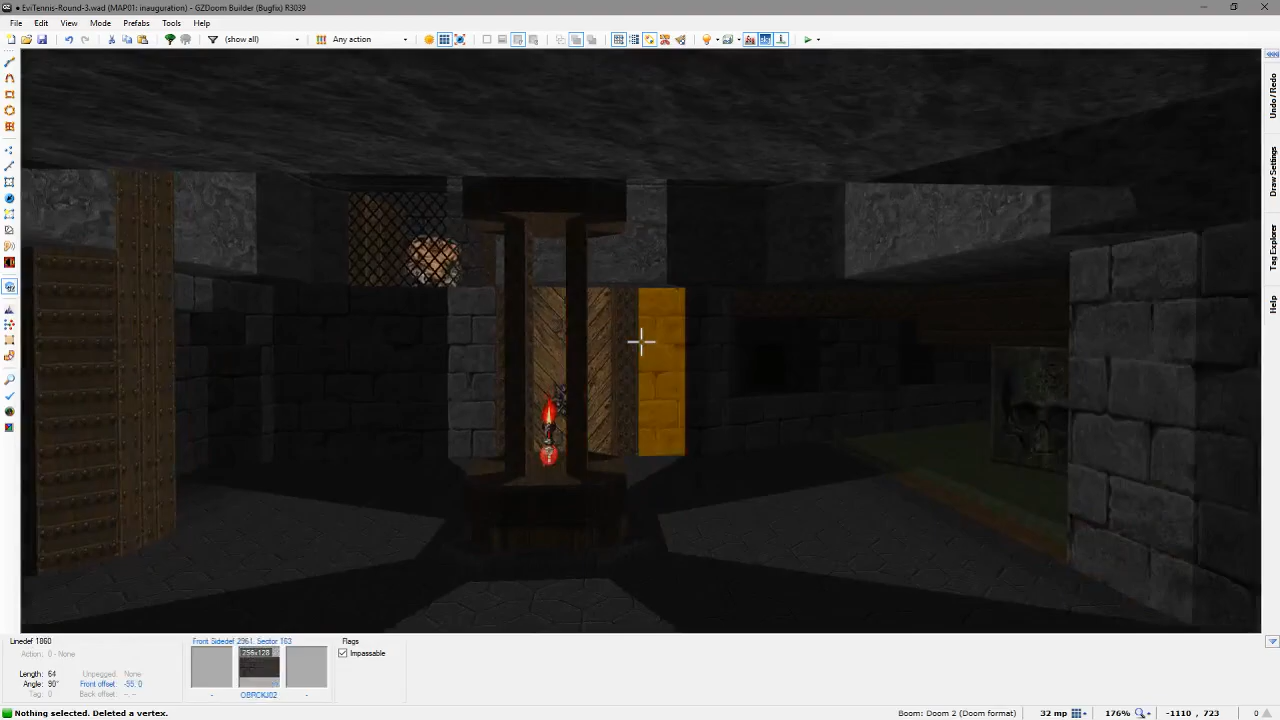 EviTennis-Round-3.wad (MAP01: inauguration) - GZDoom Builder (Bugfix) R3039
File Edit View Mode Prefabs Tools Help
(show all) Any action
Undo / Redo
Draw Settings
Tag Explorer
Help
Linedef 1860
Action: 0 - None
Length: 64
Angle: 90°
Tag: 0
Unpegged: None
Front offset: -95, 0
Back offset: --, --
Front Sidedef 2961, Sector 163
256x128
-
OBRCKJ02
-
Flags
Impassable
Nothing selected. Deleted a vertex.
Boom: Doom 2 (Doom format) 32 mp 176% -1110 , 723 0